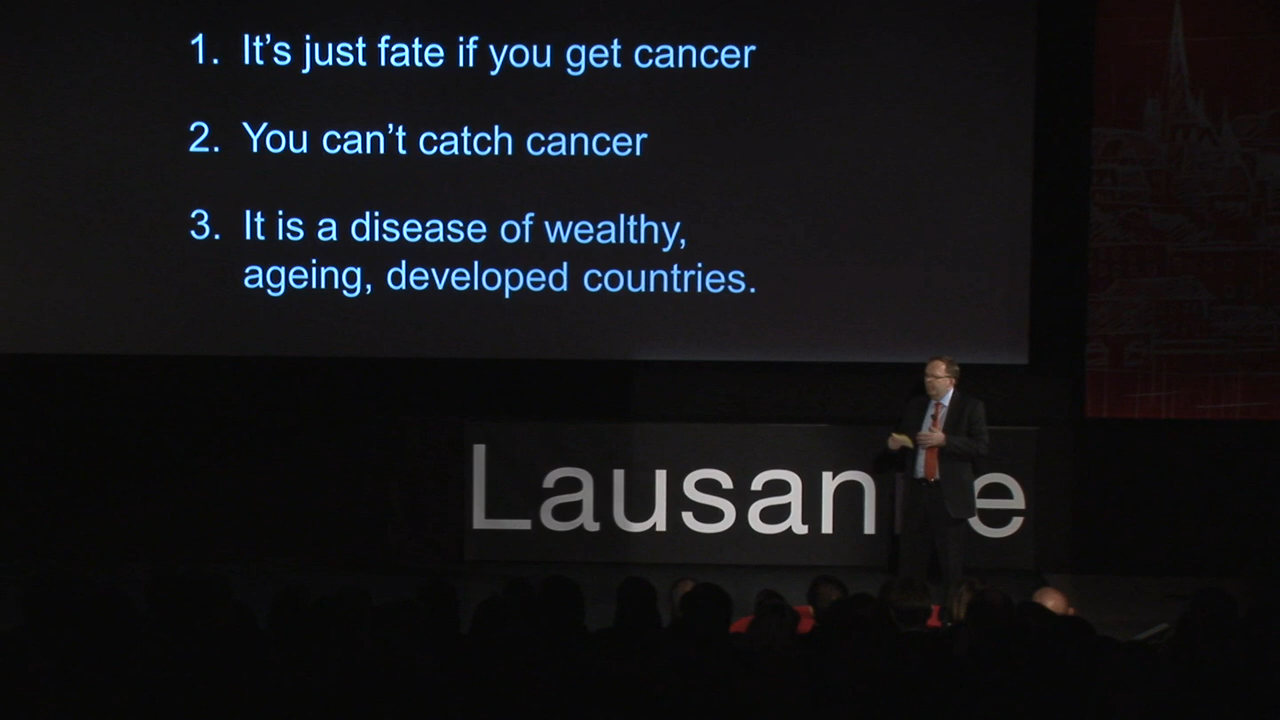 1. It's just fate if you get cancer
2. You can't catch cancer
3. It is a disease of wealthy,
ageing, developed countries.
Lausanne